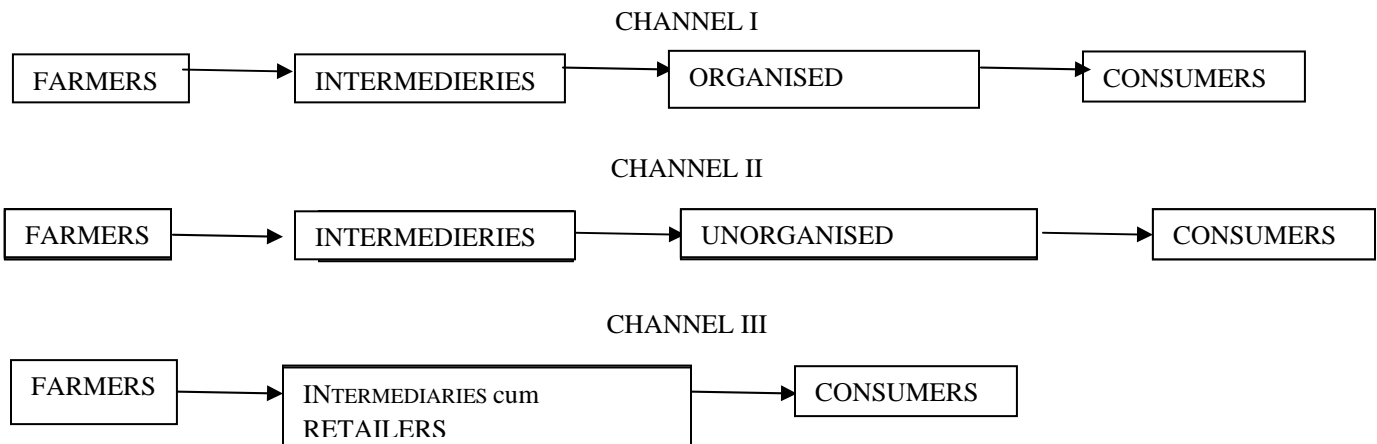 CHANNEL I
FARMERS INTERMEDIERIES ORGANISED CONSUMERS
CHANNEL II
FARMERS INTERMEDIERIES UNORGANISED CONSUMERS
CHANNEL III
FARMERS INTERMEDIARIES cum CONSUMERS
RETAILERS